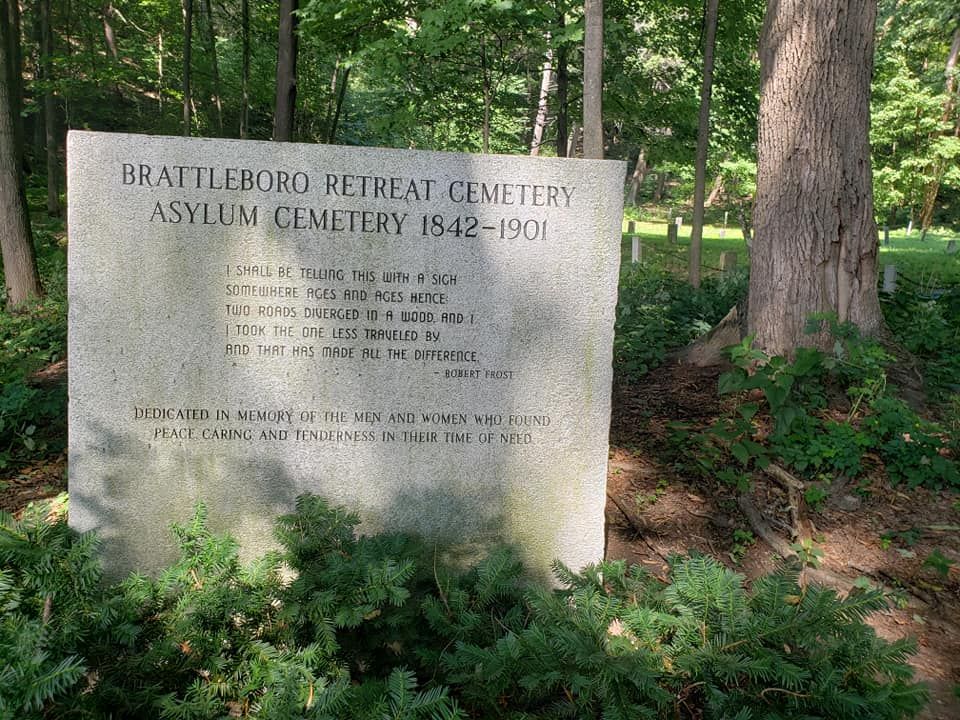 BRATTLEBORO RETREAT CEMETERY
ASYLUM CEMETERY 1842-1901
I SHALL BE TELLING THIS WITH A SIGH
SOMEWHERE AGES AND AGES HENCE:
TWO ROADS DIVERGED IN A WOOD, AND I
I TOOK THE ONE LESS TRAVELED BY
AND THAT HAS MADE ALL THE DIFFERENCE.
- ROBERT FROST
DEDICATED IN MEMORY OF THE MEN AND WOMEN WHO FOUND
PEACE, CARING AND TENDERNESS IN THEIR TIME OF NEED.